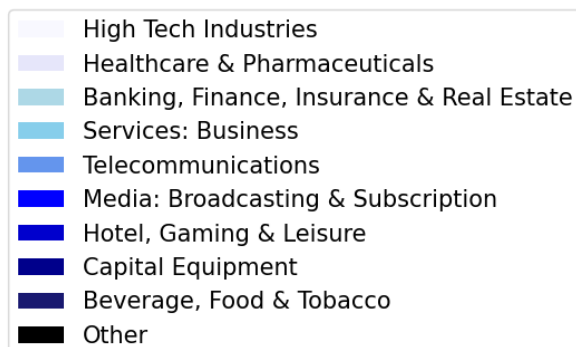 High Tech Industries
Healthcare & Pharmaceuticals
Banking, Finance, Insurance & Real Estate
Services: Business
Telecommunications
Media: Broadcasting & Subscription
Hotel, Gaming & Leisure
Capital Equipment
Beverage, Food & Tobacco
Other